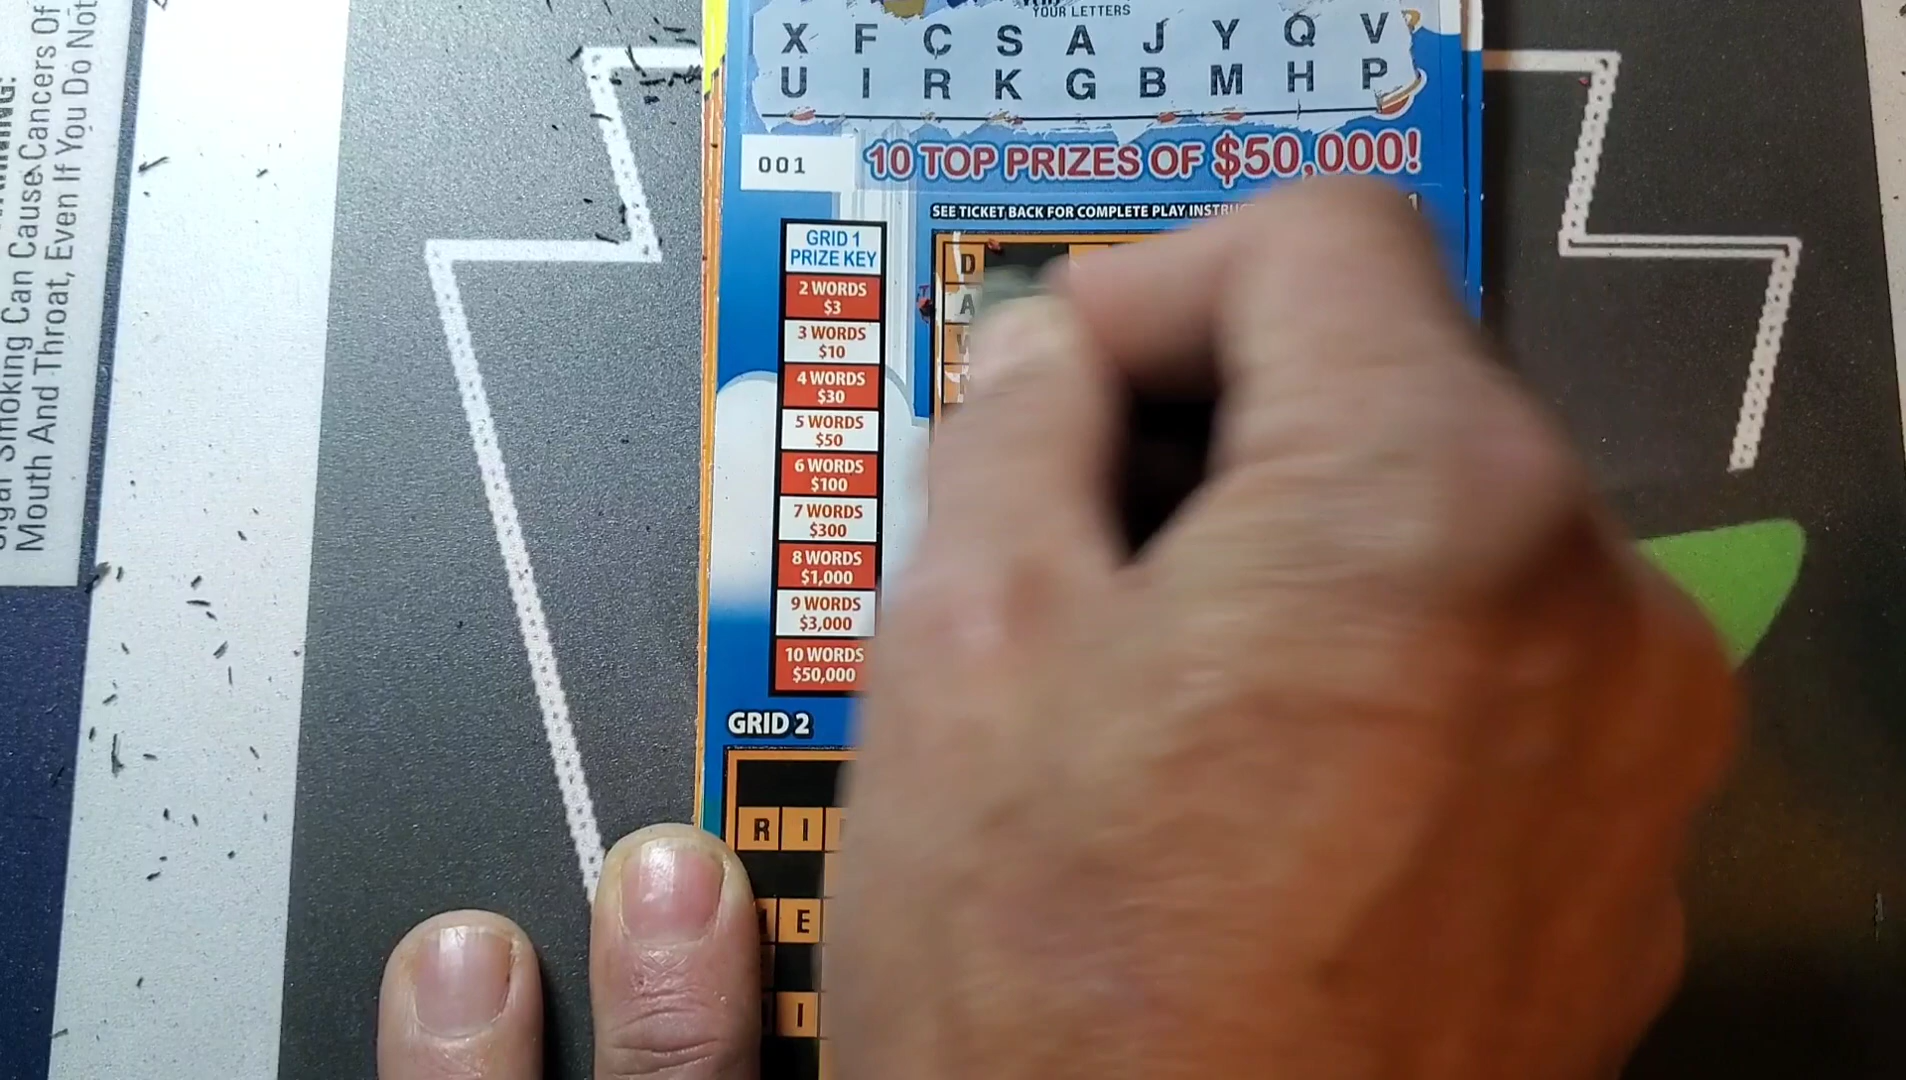 Cigar Smoking Can Cause Cancers Of
Mouth And Throat, Even If You Do Not
YOUR LETTERS
X F C S A J Y Q V
U I R K G B M H P
001
10 TOP PRIZES OF $50,000!
SEE TICKET BACK FOR COMPLETE PLAY
GRID 1
PRIZE KEY
2 WORDS
$3
3 WORDS
$10
4 WORDS
$30
5 WORDS
$50
6 WORDS
$100
7 WORDS
$300
8 WORDS
$1,000
9 WORDS
$3,000
10 WORDS
$50,000
D
A
W
GRID 2
R I
E
I